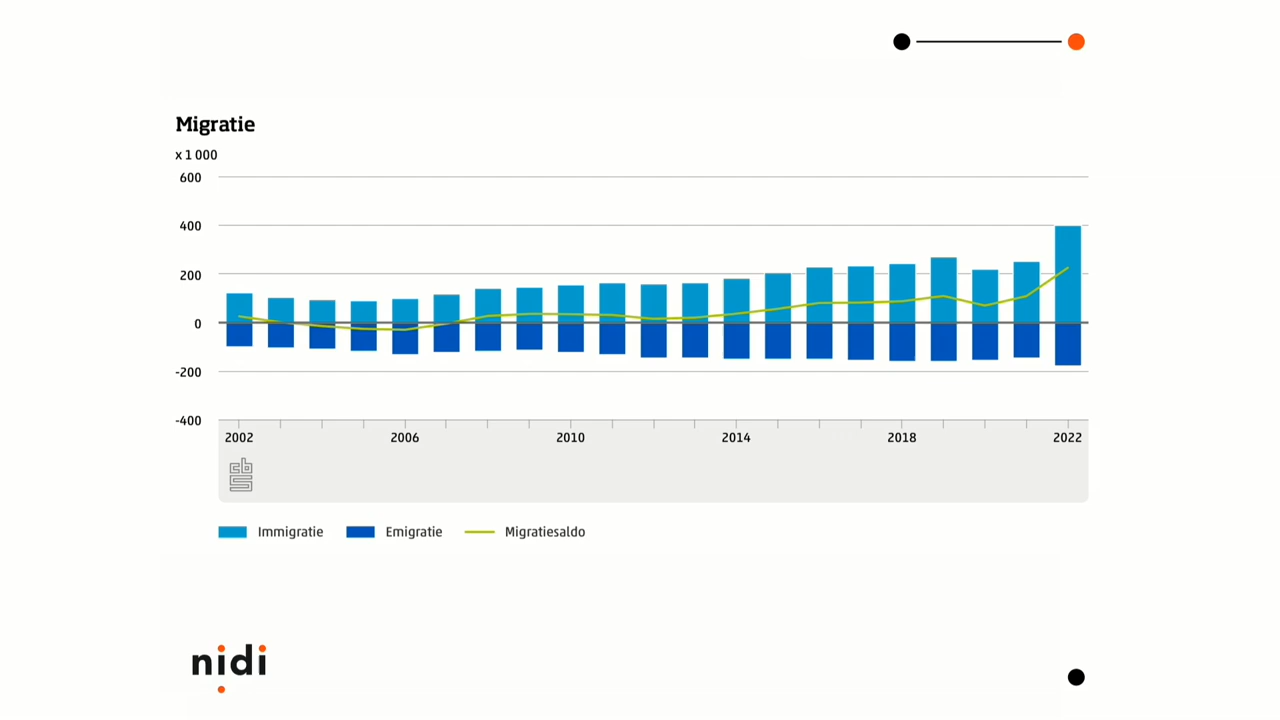 Migratie
x 1 000
600
400
200
0
-200
-400
2002 2006 2010 2014 2018 2022
cbs
Immigratie Emigratie Migratiesaldo
nidi